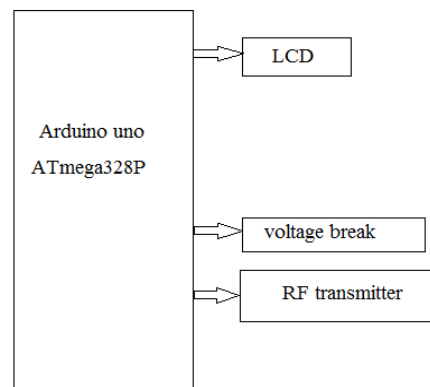 LCD
Arduino uno
ATmega328P
voltage break
RF transmitter